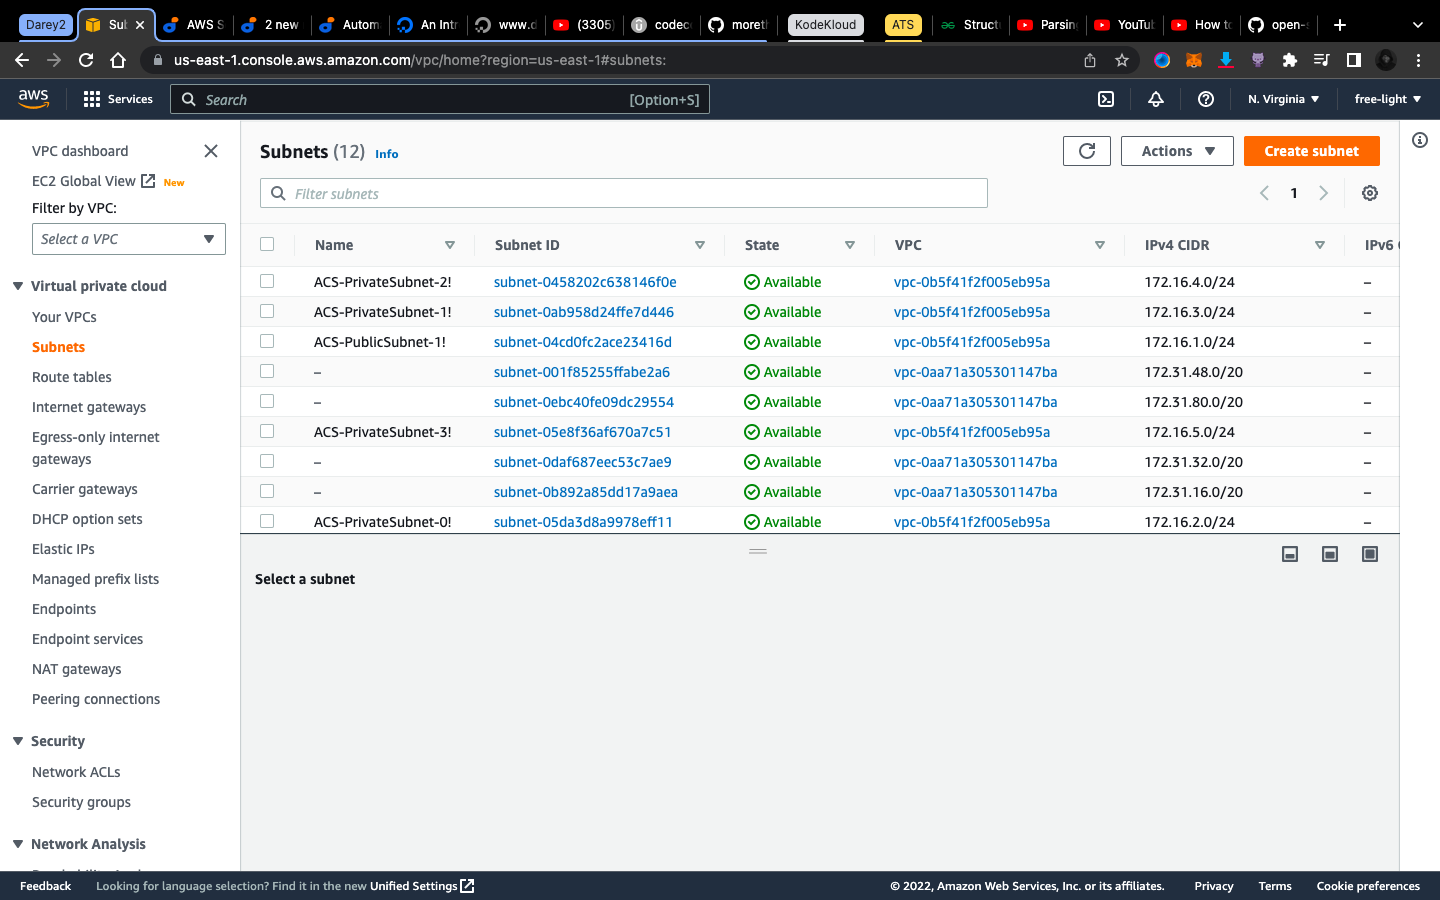 Darey2 Sub AWS S 2 new Autom An Intr www.d (3305) codec moreth KodeKloud ATS Struct Parsing YouTub How to open-s
us-east-1.console.aws.amazon.com/vpc/home?region=us-east-1#subnets:
aws Services Search [Option+S] N. Virginia free-light
VPC dashboard
EC2 Global View New
Filter by VPC:
Select a VPC
Virtual private cloud
Your VPCs
Subnets
Route tables
Internet gateways
Egress-only internet
gateways
Carrier gateways
DHCP option sets
Elastic IPs
Managed prefix lists
Endpoints
Endpoint services
NAT gateways
Peering connections
Security
Network ACLs
Security groups
Network Analysis
Subnets (12) Info
Actions Create subnet
Filter subnets
1
Name Subnet ID State VPC IPv4 CIDR IPv6
ACS-PrivateSubnet-2! subnet-0458202c638146f0e Available vpc-0b5f41f2f005eb95a 172.16.4.0/24 –
ACS-PrivateSubnet-1! subnet-0ab958d24ffe7d446 Available vpc-0b5f41f2f005eb95a 172.16.3.0/24 –
ACS-PublicSubnet-1! subnet-04cd0fc2ace23416d Available vpc-0b5f41f2f005eb95a 172.16.1.0/24 –
– subnet-001f85255ffabe2a6 Available vpc-0aa71a305301147ba 172.31.48.0/20 –
– subnet-0ebc40fe09dc29554 Available vpc-0aa71a305301147ba 172.31.80.0/20 –
ACS-PrivateSubnet-3! subnet-05e8f36af670a7c51 Available vpc-0b5f41f2f005eb95a 172.16.5.0/24 –
– subnet-0daf687eec53c7ae9 Available vpc-0aa71a305301147ba 172.31.32.0/20 –
– subnet-0b892a85dd17a9aea Available vpc-0aa71a305301147ba 172.31.16.0/20 –
ACS-PrivateSubnet-0! subnet-05da3d8a9978eff11 Available vpc-0b5f41f2f005eb95a 172.16.2.0/24 –
Select a subnet
Feedback Looking for language selection? Find it in the new Unified Settings © 2022, Amazon Web Services, Inc. or its affiliates. Privacy Terms Cookie preferences